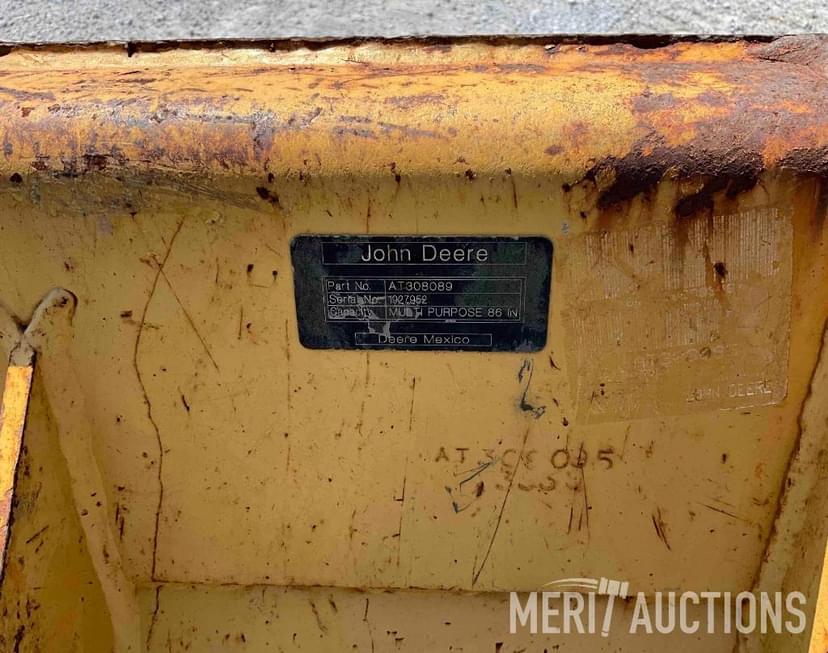 John Deere
Part No. AT308089
Serial No. 1927952
Capacity. MULTI PURPOSE 86 IN
Deere Mexico
JOHN DEERE
MERIT AUCTIONS